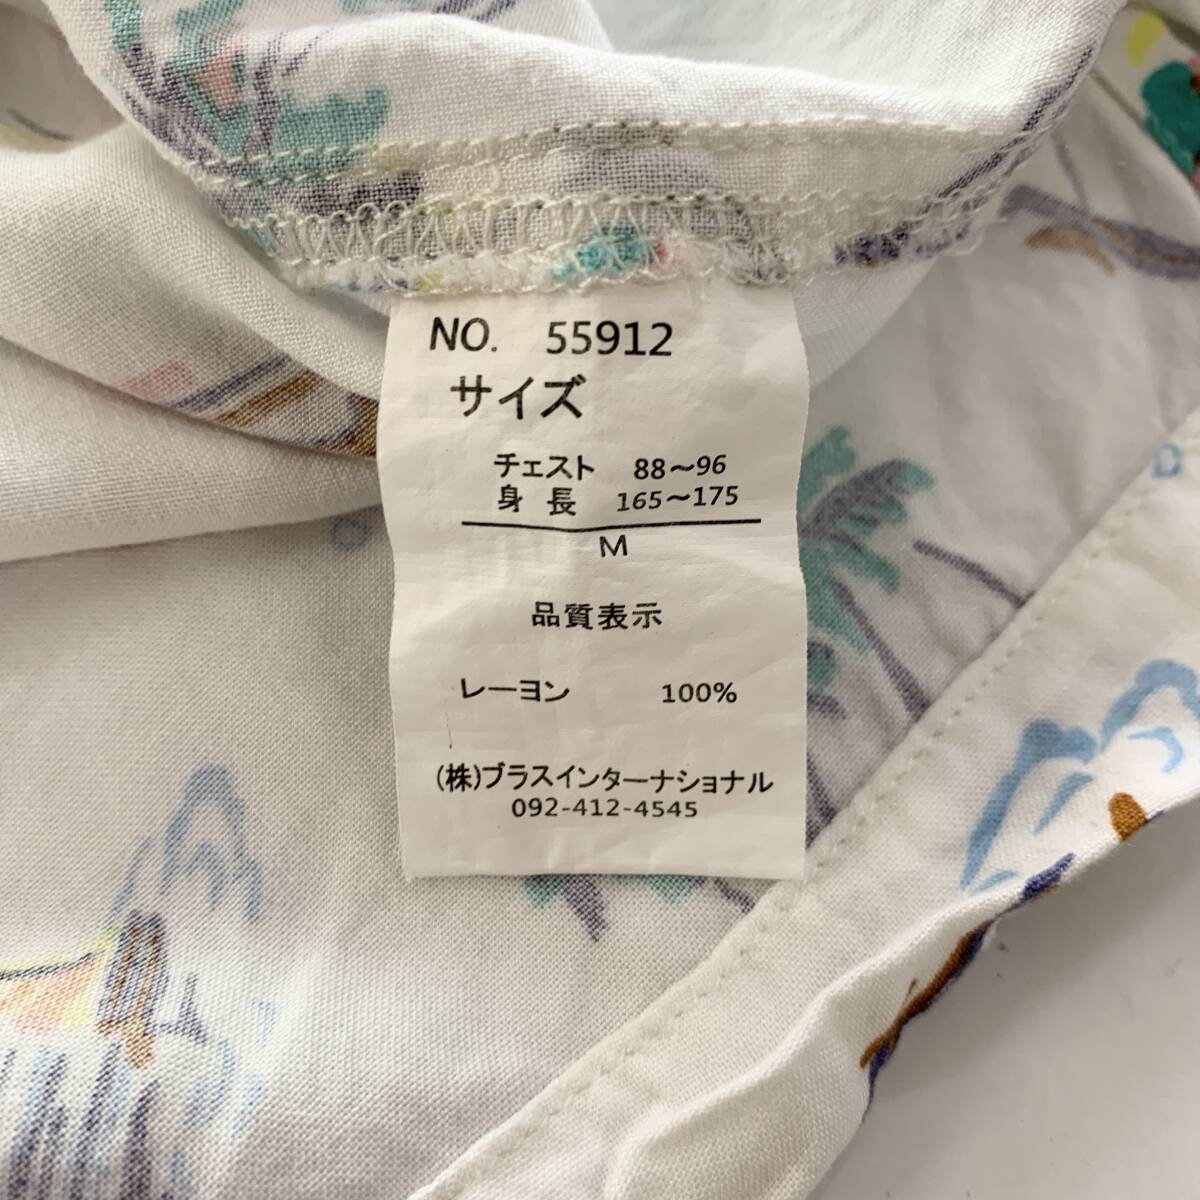 NO. 55912
サイズ
チェスト 88～96
身長 165～175
M
品質表示
レーヨン 100%
(株)ブラスインターナショナル
092-412-4545